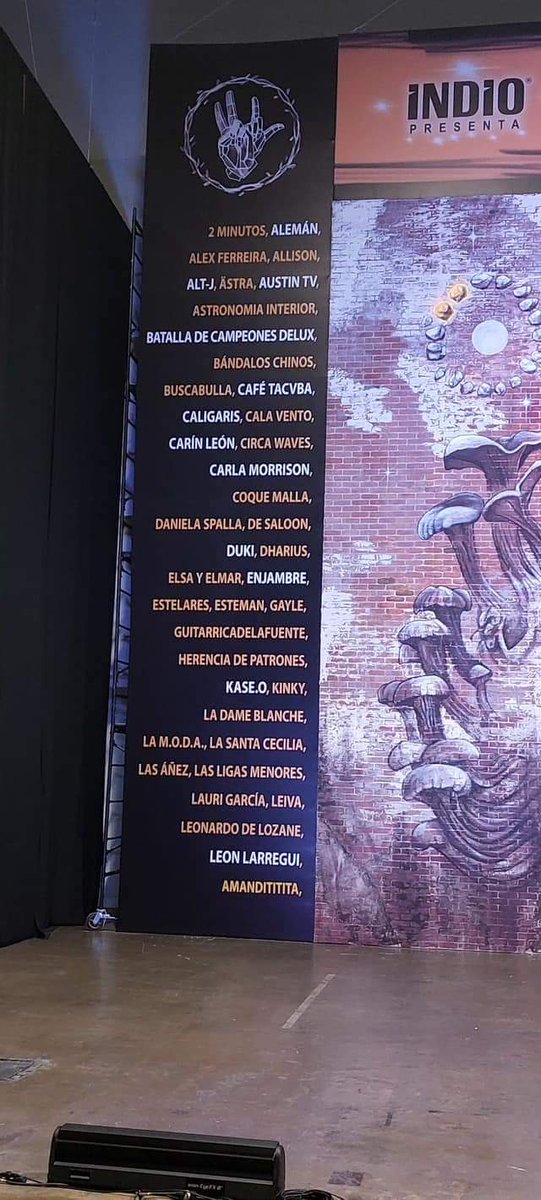 INDIO
PRESENTA
2 MINUTOS, ALEMÁN,
ALEX FERREIRA, ALLISON,
ALT-J, ÄSTRA, AUSTIN TV,
ASTRONOMIA INTERIOR,
BATALLA DE CAMPEONES DELUX,
BÁNDALOS CHINOS,
BUSCABULLA, CAFÉ TACVBA,
CALIGARIS, CALA VENTO,
CARÍN LEÓN, CIRCA WAVES,
CARLA MORRISON,
COQUE MALLA,
DANIELA SPALLA, DE SALOON,
DUKI, DHARIUS,
ELSA Y ELMAR, ENJAMBRE,
ESTELARES, ESTEMAN, GAYLE,
GUITARRICADELAFUENTE,
HERENCIA DE PATRONES,
KASE.O, KINKY,
LA DAME BLANCHE,
LA M.O.D.A., LA SANTA CECILIA,
LAS ÁÑEZ, LAS LIGAS MENORES,
LAURI GARCÍA, LEIVA,
LEONARDO DE LOZANE,
LEON LARREGUI,
AMANDITITITA,